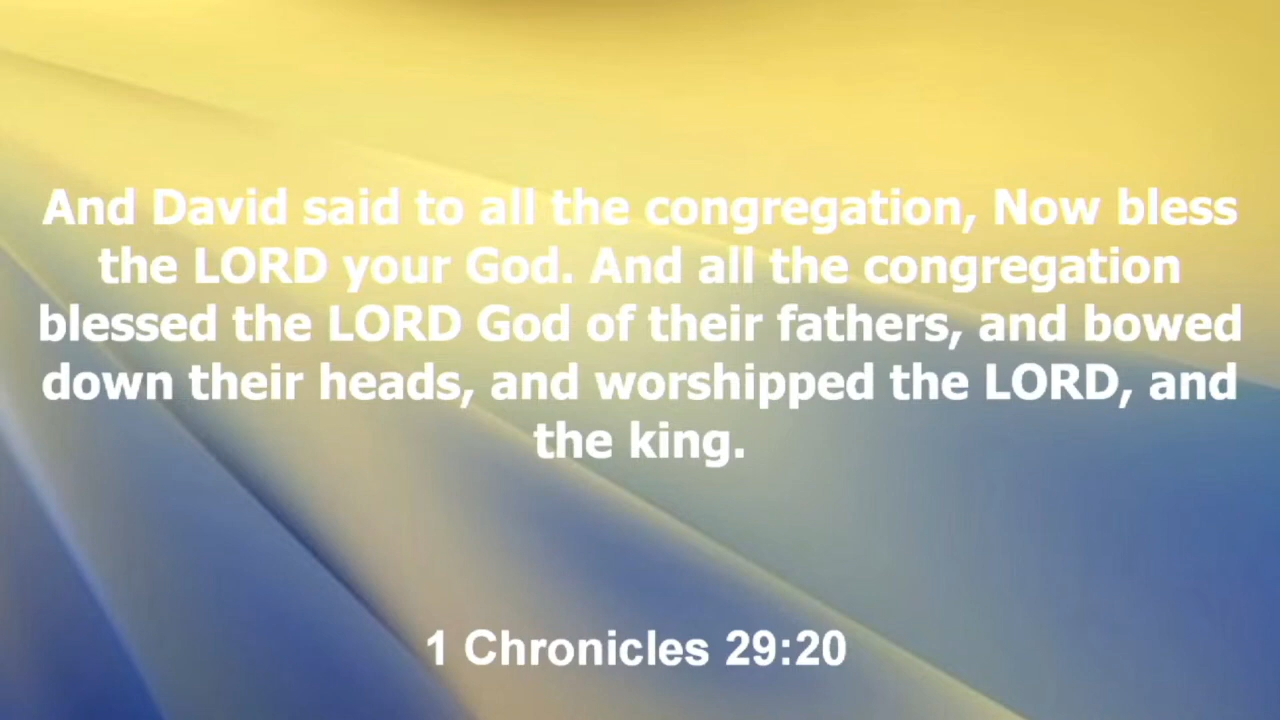 And David said to all the congregation, Now bless
the LORD your God. And all the congregation
blessed the LORD God of their fathers, and bowed
down their heads, and worshipped the LORD, and
the king.
1 Chronicles 29:20